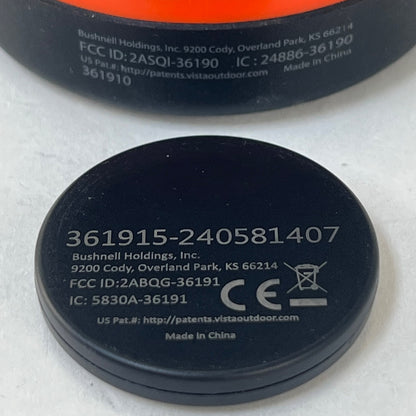 Bushnell Holdings, Inc. 9200 Cody, Overland Park, KS 66214
FCC ID: 2ASQI-36190 IC : 24886-36190
US Pat.#: http://patents.vistaoutdoor.com Made in China
361910
361915-240581407
Bushnell Holdings, Inc.
9200 Cody, Overland Park, KS 66214
FCC ID:2ABQG-36191
IC: 5830A-36191
CE
US Pat.#: http://patents.vistaoutdoor.com
Made in China